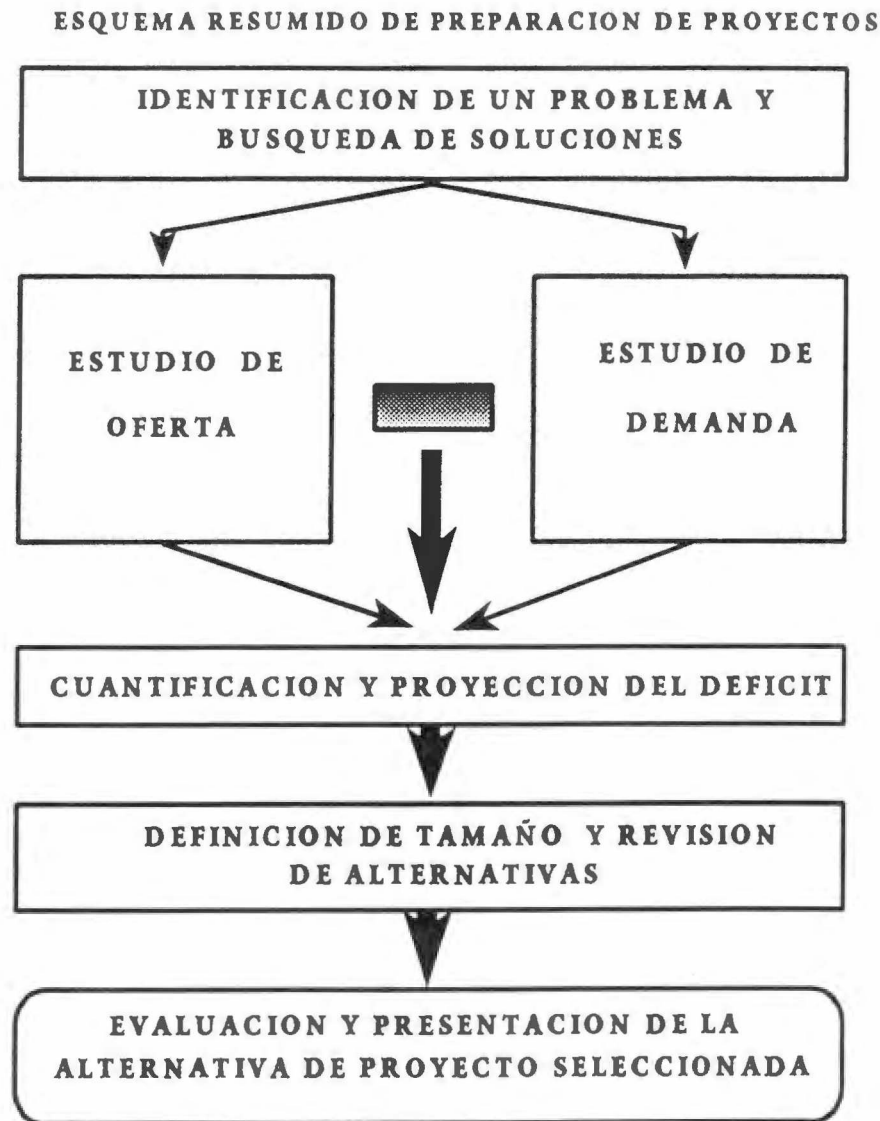 ESQUEMA RESUMIDO DE PREPARACION DE PROYECTOS
IDENTIFICACION DE UN PROBLEMA Y
BUSQUEDA DE SOLUCIONES
ESTUDIO DE
OFERTA
ESTUDIO DE
DEMANDA
CUANTIFICACION Y PROYECCION DEL DEFICIT
DEFINICION DE TAMAÑO Y REVISION
DE ALTERNATIVAS
EVALUACION Y PRESENTACION DE LA
ALTERNATIVA DE PROYECTO SELECCIONADA